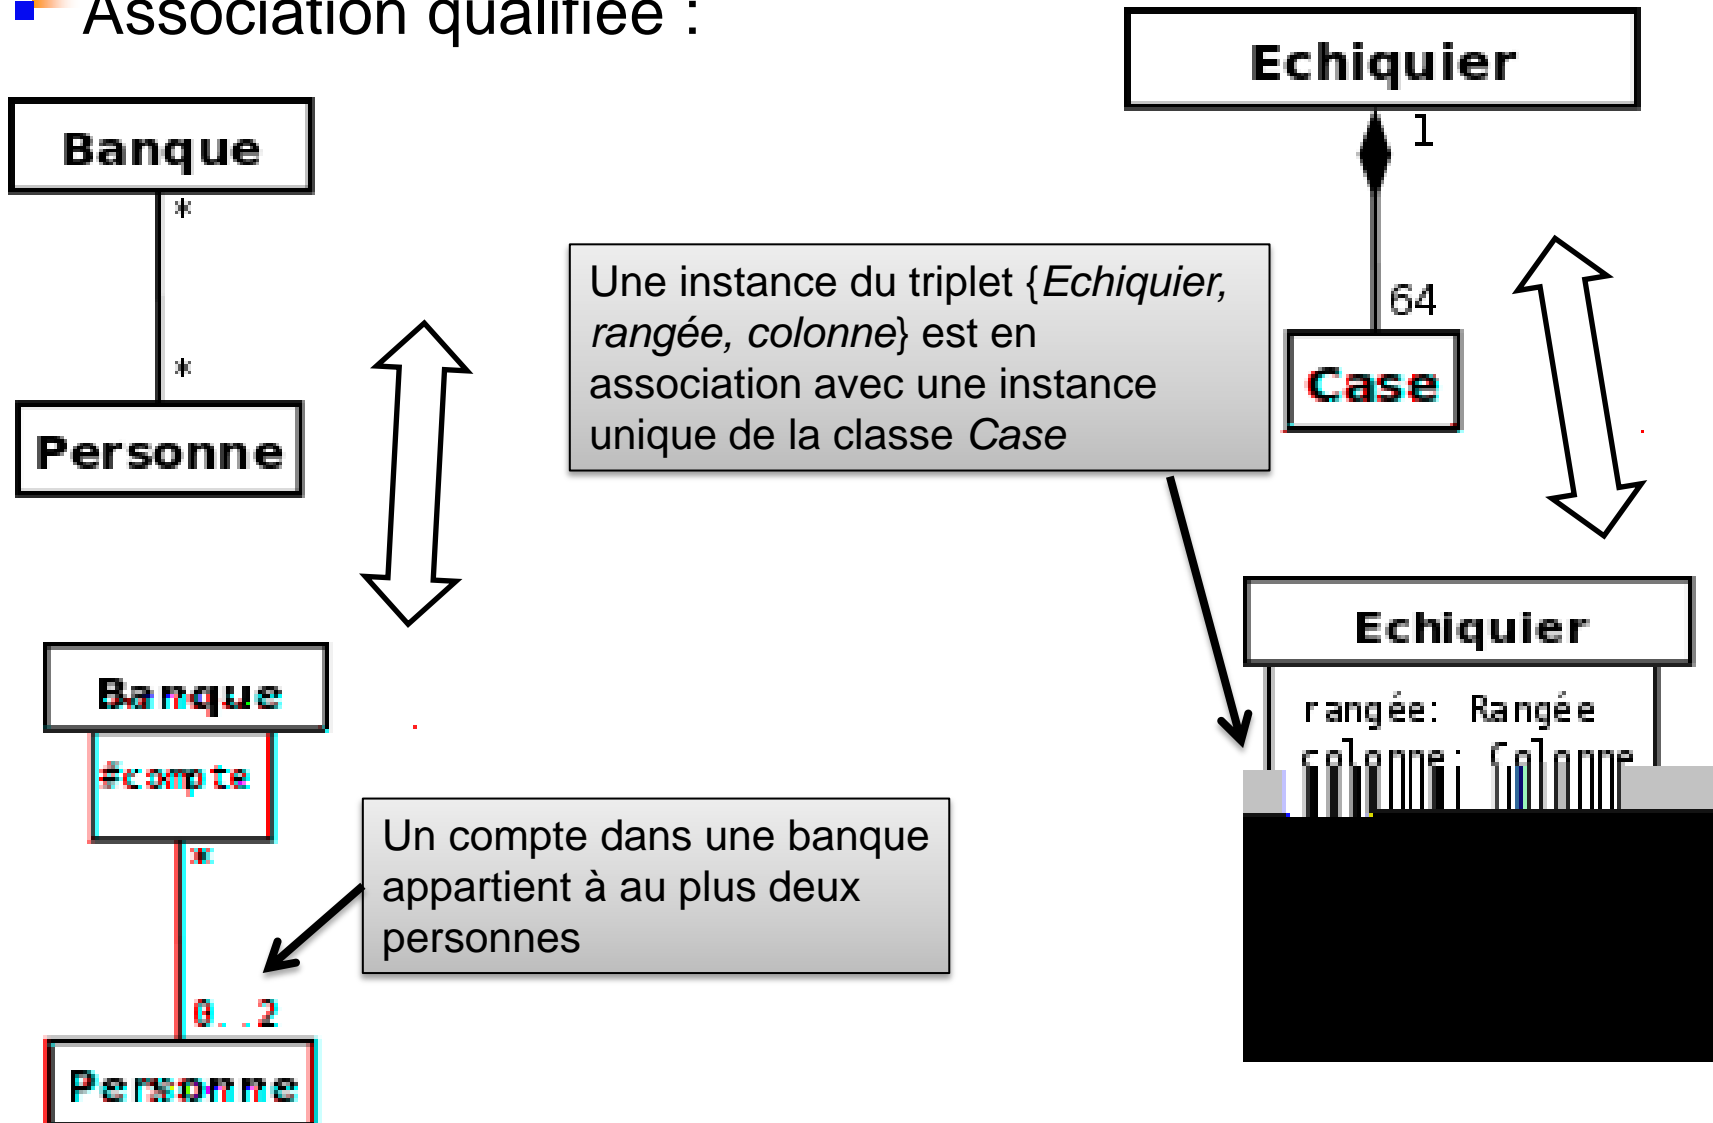 Association qualifiée :
Banque
*
*
Personne
Echiquier
1
64
Case
Une instance du triplet {Echiquier,
rangée, colonne} est en
association avec une instance
unique de la classe Case
Banque
#compte
*
0..2
Personne
Un compte dans une banque
appartient à au plus deux
personnes
Echiquier
rangée: Rangée
colonne: Colonne